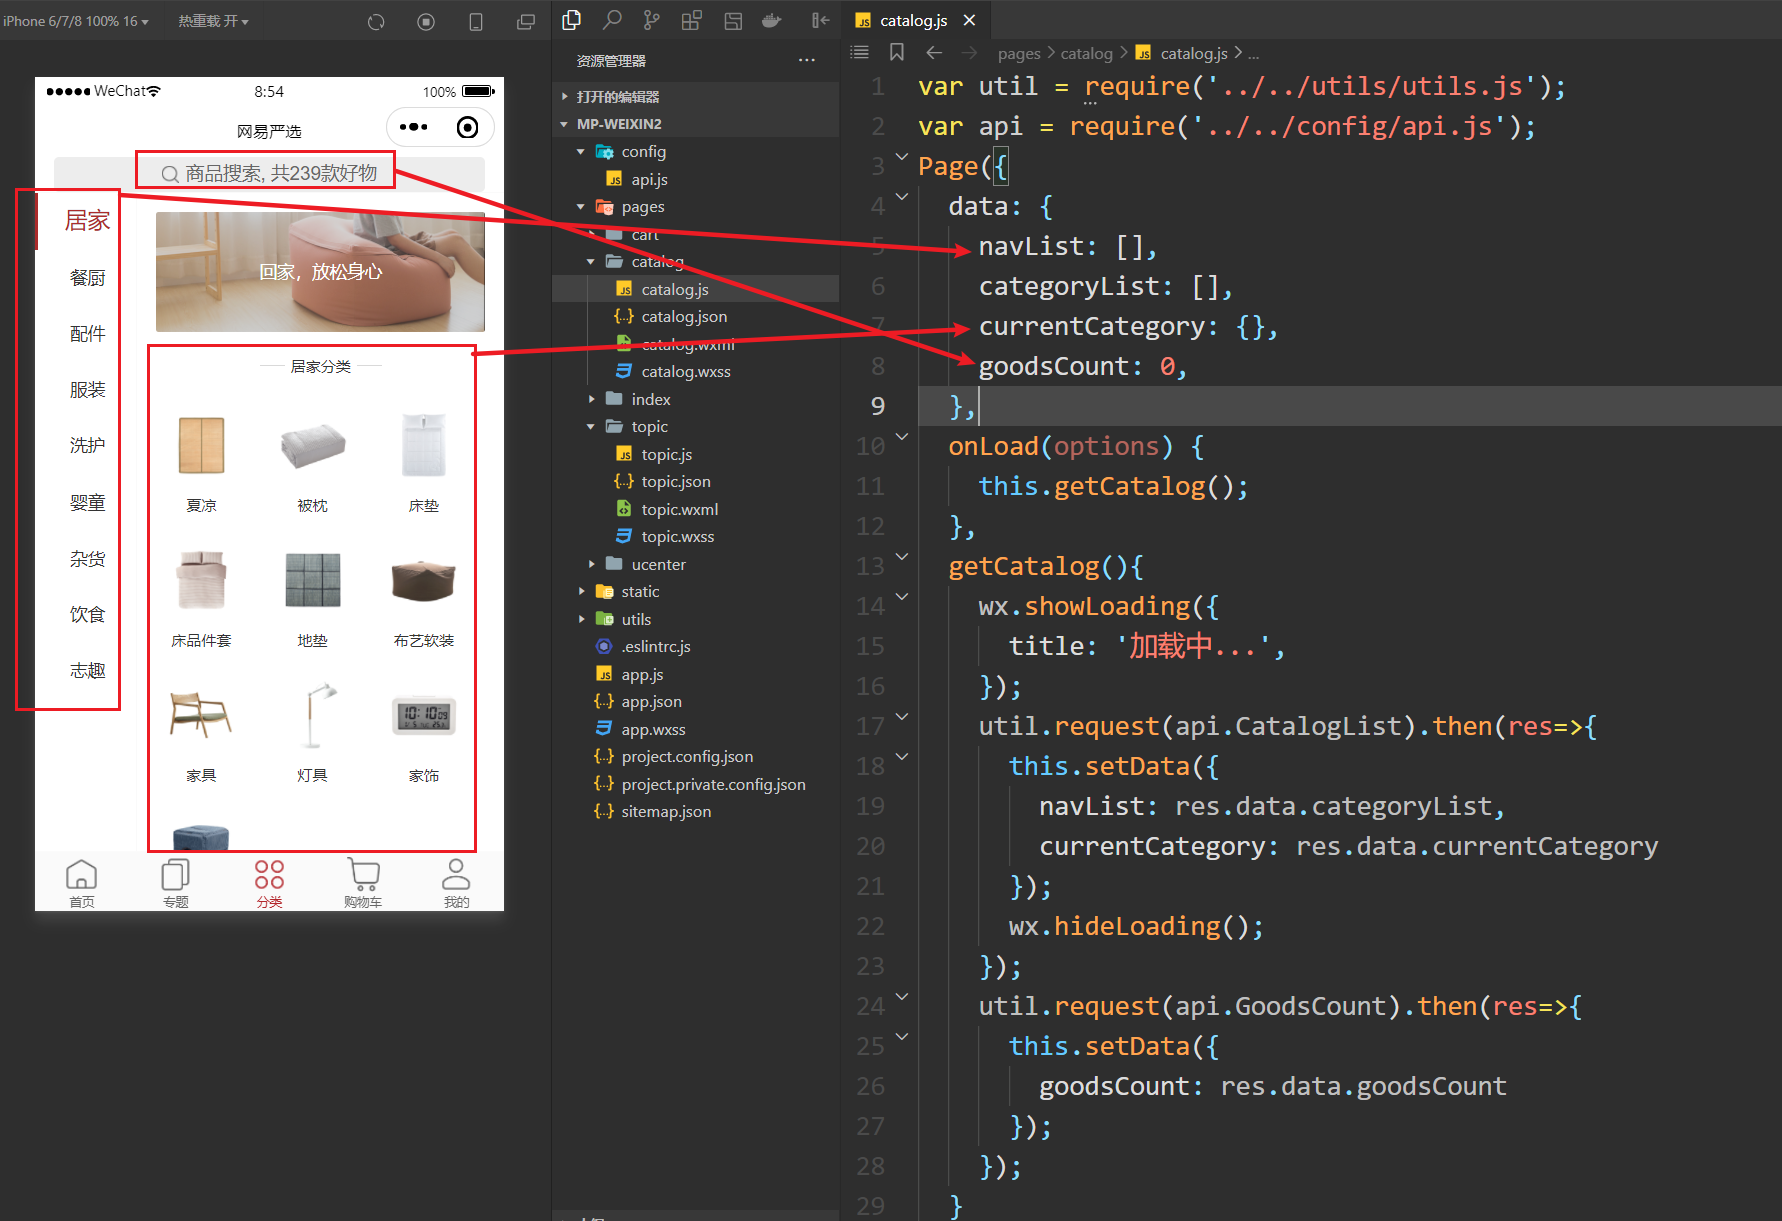 iPhone 6/7/8 100% 16
热重载 开
WeChat
8:54
100%
网易严选
商品搜索, 共239款好物
居家
餐厨
配件
服装
洗护
婴童
杂货
饮食
志趣
回家，放松身心
居家分类
夏凉
被枕
床垫
床品件套
地垫
布艺软装
家具
灯具
家饰
首页
专题
分类
购物车
我的
资源管理器
打开的编辑器
MP-WEIXIN2
config
api.js
pages
cart
catalog
catalog.js
catalog.json
catalog.wxml
catalog.wxss
index
topic
topic.js
topic.json
topic.wxml
topic.wxss
ucenter
static
utils
.eslintrc.js
app.js
app.json
app.wxss
project.config.json
project.private.config.json
sitemap.json
catalog.js
pages > catalog > catalog.js > ...
1 var util = require('../../utils/utils.js');
2 var api = require('../../config/api.js');
3 Page({
4 data: {
5 navList: [],
6 categoryList: [],
7 currentCategory: {},
8 goodsCount: 0,
9 },
10 onLoad(options) {
11 this.getCatalog();
12 },
13 getCatalog(){
14 wx.showLoading({
15 title: '加载中...',
16 });
17 util.request(api.CatalogList).then(res=>{
18 this.setData({
19 navList: res.data.categoryList,
20 currentCategory: res.data.currentCategory
21 });
22 wx.hideLoading();
23 });
24 util.request(api.GoodsCount).then(res=>{
25 this.setData({
26 goodsCount: res.data.goodsCount
27 });
28 });
29 }